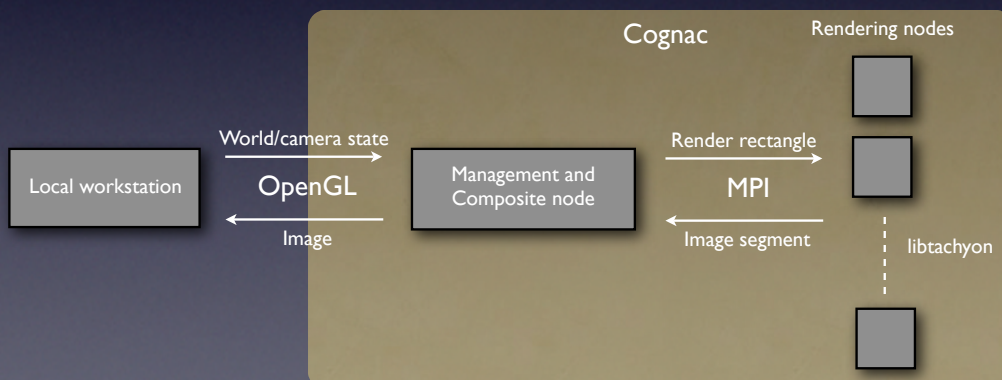 Cognac
Rendering nodes
World/camera state
Local workstation
OpenGL
Image
Management and
Composite node
Render rectangle
MPI
Image segment
libtachyon